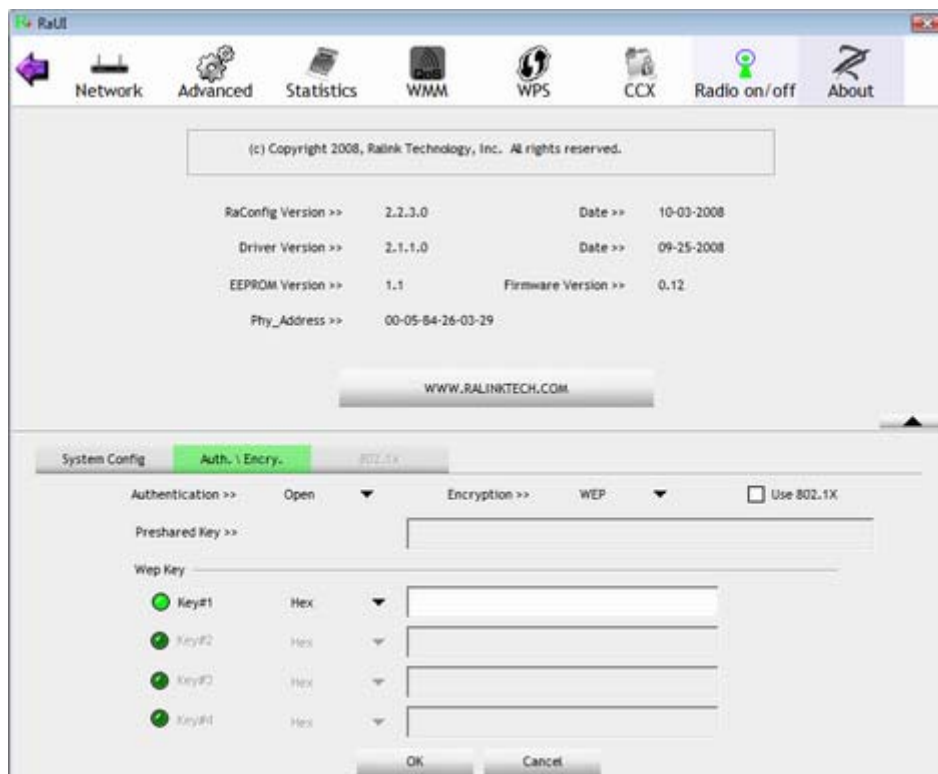 RaUI
Network Advanced Statistics WMM WPS CCX Radio on/off About
QoS
(c) Copyright 2008, Ralink Technology, Inc. All rights reserved.
RaConfig Version >> 2.2.3.0 Date >> 10-03-2008
Driver Version >> 2.1.1.0 Date >> 09-25-2008
EEPROM Version >> 1.1 Firmware Version >> 0.12
Phy_Address >> 00-05-B4-26-03-29
WWW.RALINKTECH.COM
System Config Auth. \ Encry. 802.1X
Authentication >> Open Encryption >> WEP Use 802.1X
Preshared Key >>
Wep Key
Key#1 Hex
Key#2 Hex
Key#3 Hex
Key#4 Hex
OK Cancel